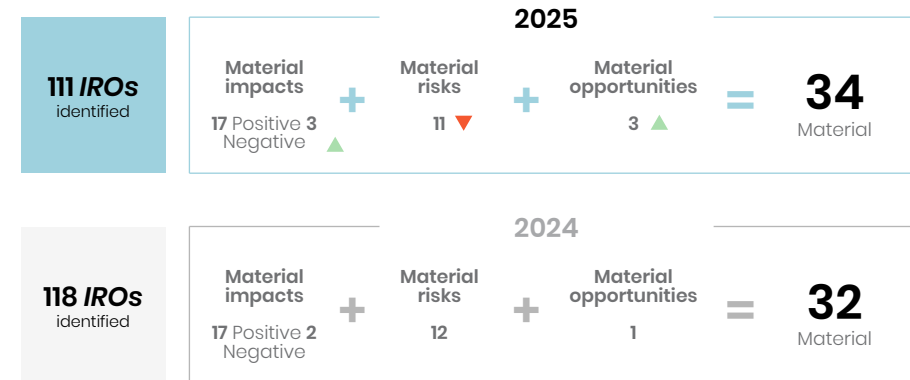 2025
111 IROs
identified
Material
impacts
17 Positive 3
Negative
+
Material
risks
11
+
Material
opportunities
3
=
34
Material
2024
118 IROs
identified
Material
impacts
17 Positive 2
Negative
+
Material
risks
12
+
Material
opportunities
1
=
32
Material